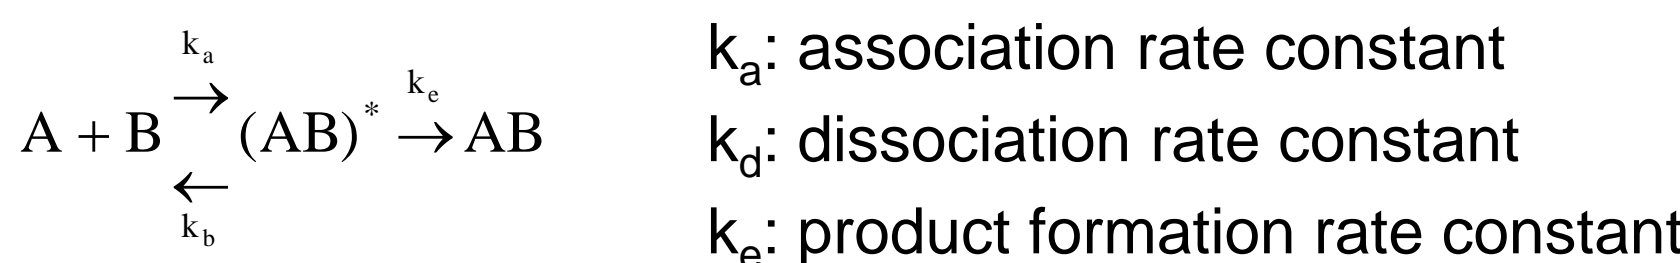 k_a
k_e
A + B → (AB)* → AB
←
k_b
k_a: association rate constant
k_d: dissociation rate constant
k_e: product formation rate constant